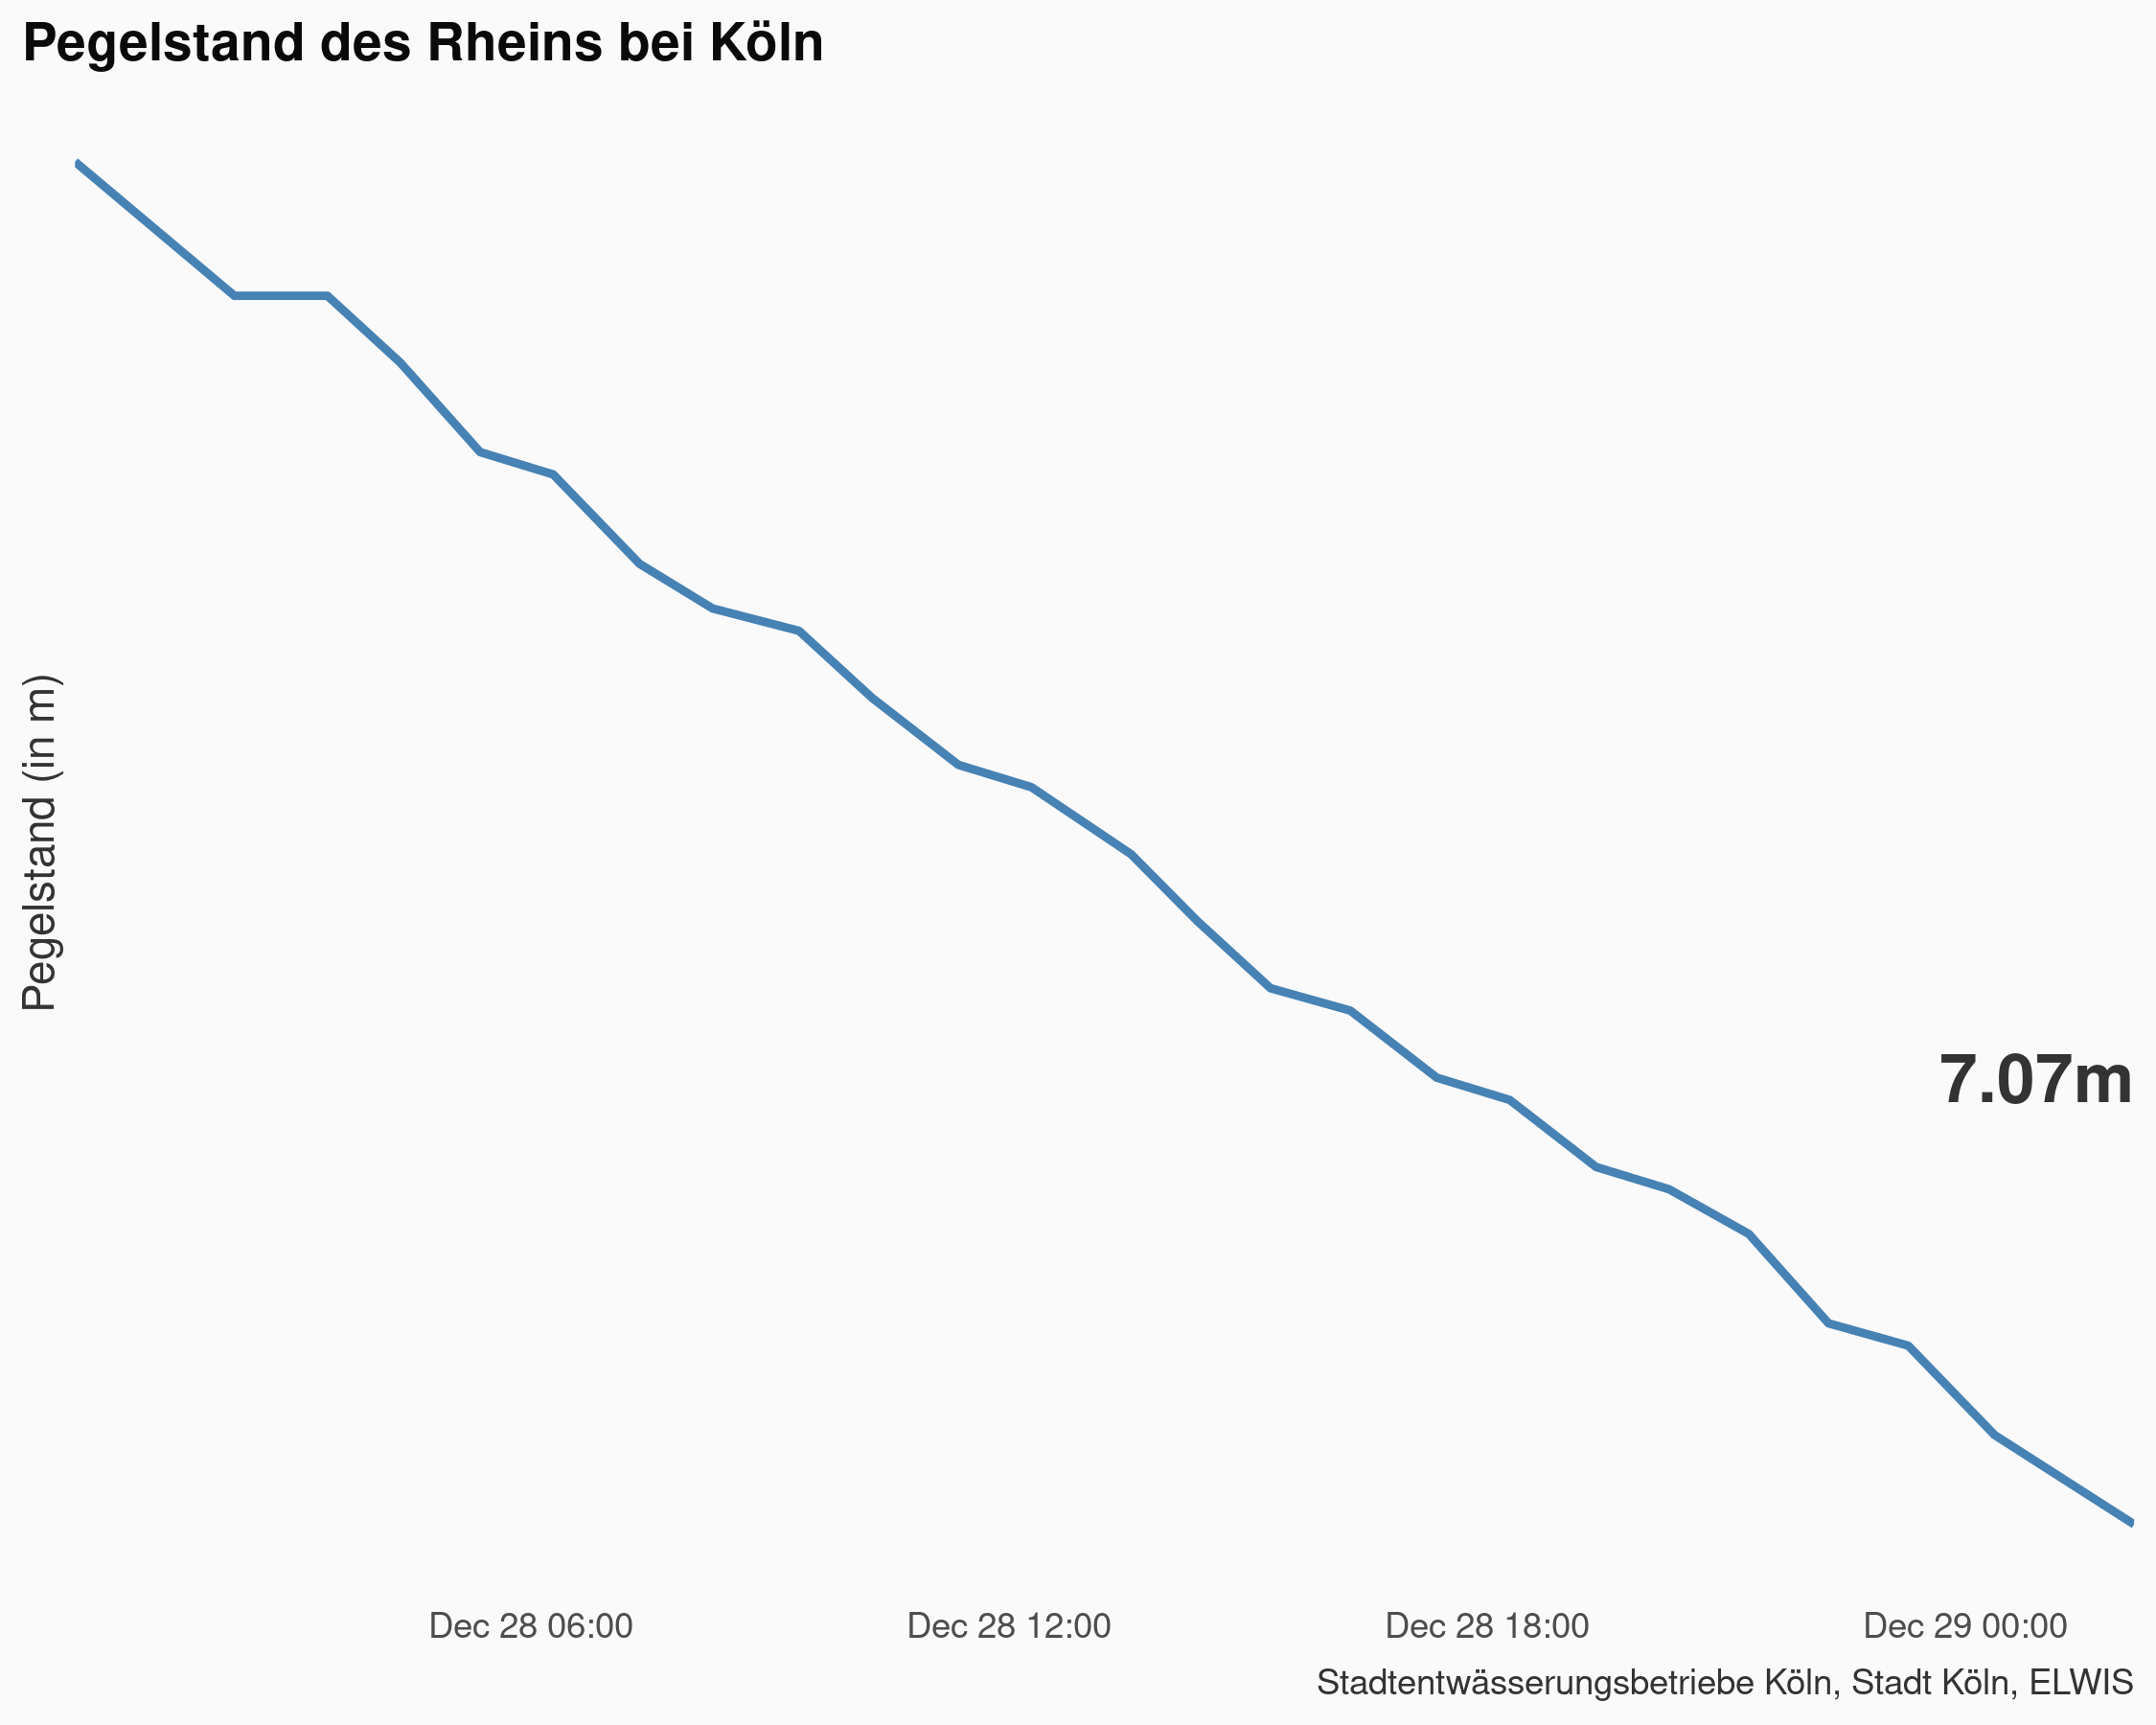 Pegelstand des Rheins bei Köln
Pegelstand (in m)
7.07m
Dec 28 06:00
Dec 28 12:00
Dec 28 18:00
Dec 29 00:00
Stadtentwässerungsbetriebe Köln, Stadt Köln, ELWIS